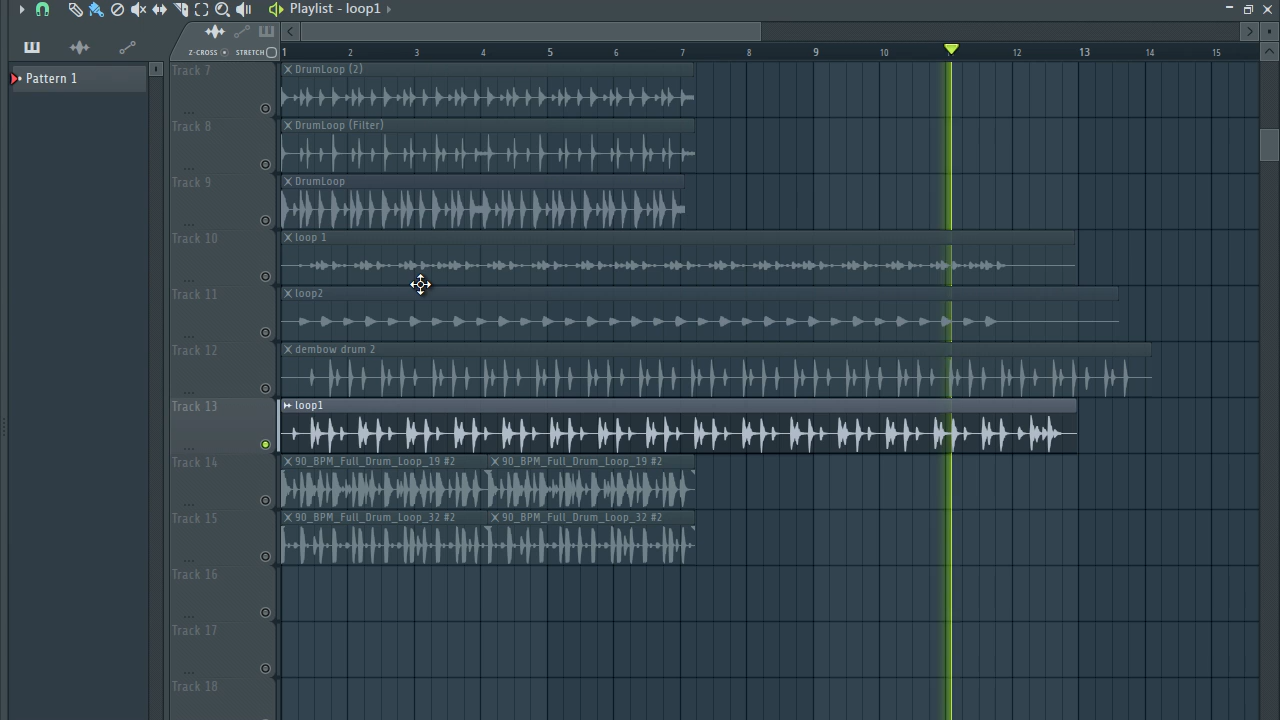 Playlist - loop1
Z-CROSS STRETCH
1 2 3 4 5 6 7 8 9 10 12 13 14 15
Pattern 1
Track 7
DrumLoop (2)
Track 8
DrumLoop (Filter)
Track 9
DrumLoop
Track 10
loop 1
Track 11
loop2
Track 12
dembow drum 2
Track 13
loop1
Track 14
90_BPM_Full_Drum_Loop_19 #2 90_BPM_Full_Drum_Loop_19 #2
Track 15
90_BPM_Full_Drum_Loop_32 #2 90_BPM_Full_Drum_Loop_32 #2
Track 16
Track 17
Track 18